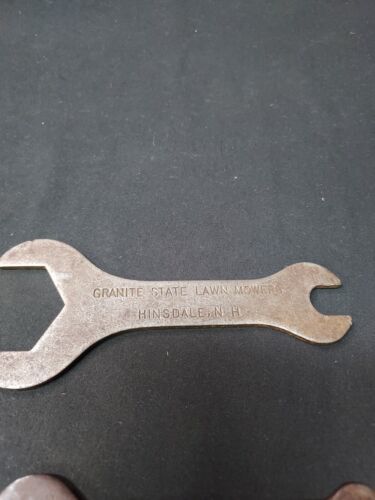 GRANITE STATE LAWN MOWERS
HINSDALE, N. H.